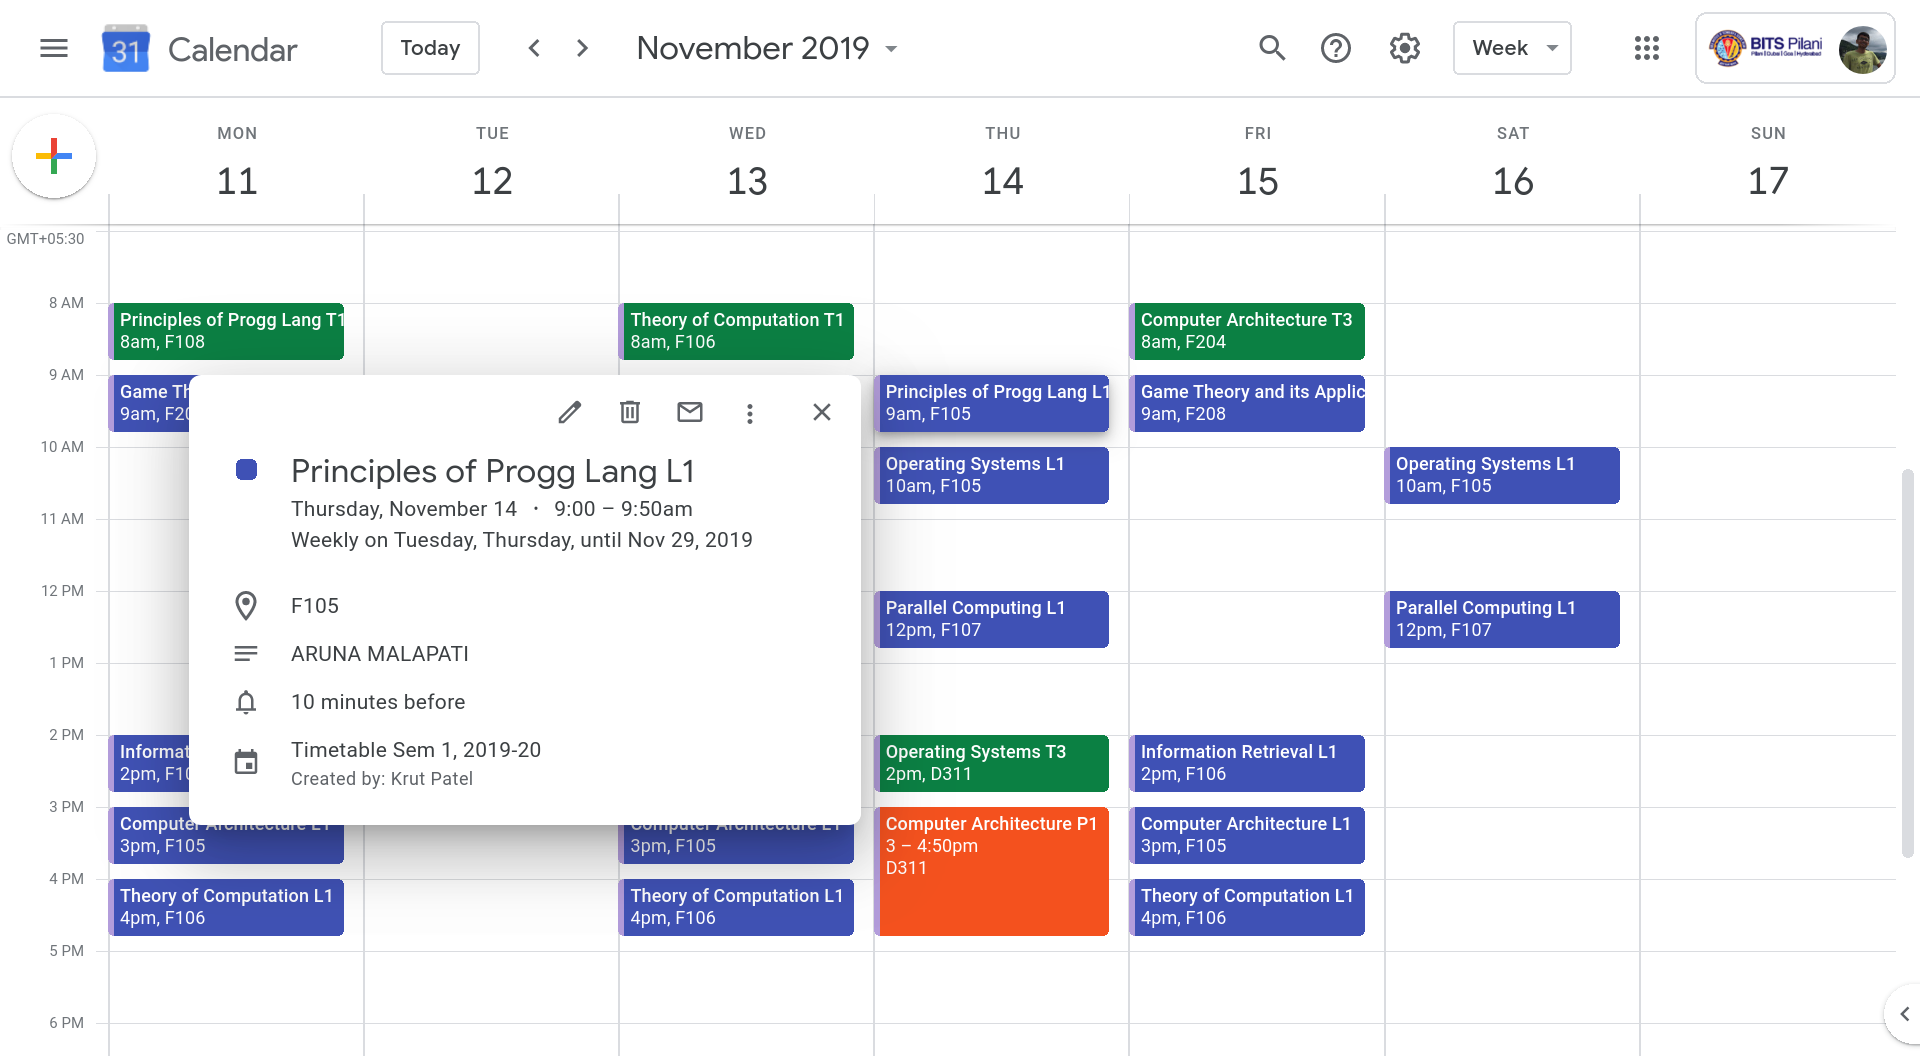 31
Calendar
Today
November 2019
Week
BITS Pilani
Pilani | Dubai | Goa | Hyderabad
MON
11
TUE
12
WED
13
THU
14
FRI
15
SAT
16
SUN
17
GMT+05:30
8 AM
9 AM
10 AM
11 AM
12 PM
1 PM
2 PM
3 PM
4 PM
5 PM
6 PM
Principles of Progg Lang T1
8am, F108
Theory of Computation T1
8am, F106
Computer Architecture T3
8am, F204
Game Th
9am, F20
Principles of Progg Lang L1
9am, F105
Game Theory and its Applic
9am, F208
Operating Systems L1
10am, F105
Operating Systems L1
10am, F105
Principles of Progg Lang L1
Thursday, November 14 · 9:00 – 9:50am
Weekly on Tuesday, Thursday, until Nov 29, 2019
F105
ARUNA MALAPATI
10 minutes before
Timetable Sem 1, 2019-20
Created by: Krut Patel
Parallel Computing L1
12pm, F107
Parallel Computing L1
12pm, F107
Informat
2pm, F10
Operating Systems T3
2pm, D311
Information Retrieval L1
2pm, F106
Computer Architecture L1
3pm, F105
Computer Architecture L1
3pm, F105
Computer Architecture P1
3 – 4:50pm
D311
Computer Architecture L1
3pm, F105
Theory of Computation L1
4pm, F106
Theory of Computation L1
4pm, F106
Theory of Computation L1
4pm, F106